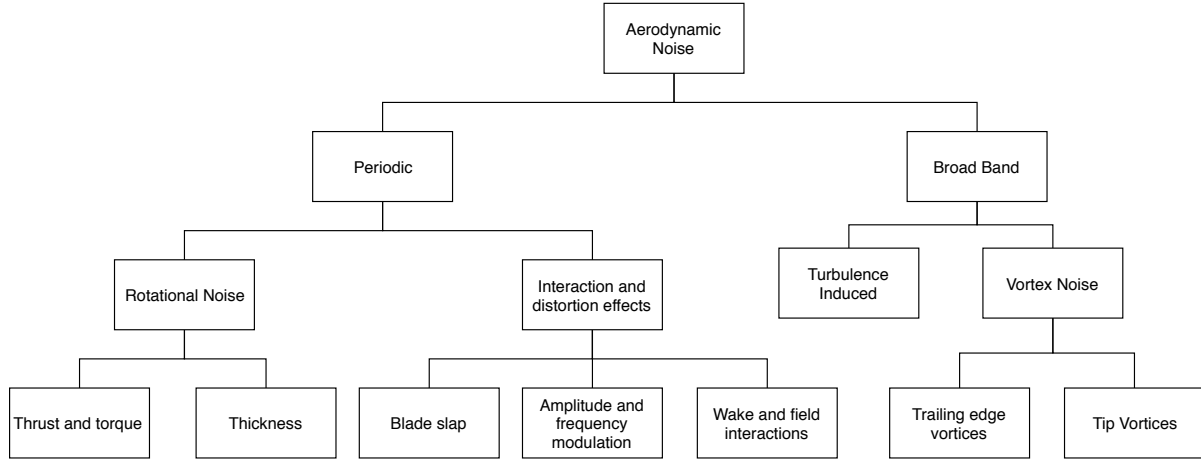 Aerodynamic
Noise
Periodic
Broad Band
Rotational Noise
Interaction and
distortion effects
Turbulence
Induced
Vortex Noise
Thrust and torque
Thickness
Blade slap
Amplitude and
frequency
modulation
Wake and field
interactions
Trailing edge
vortices
Tip Vortices